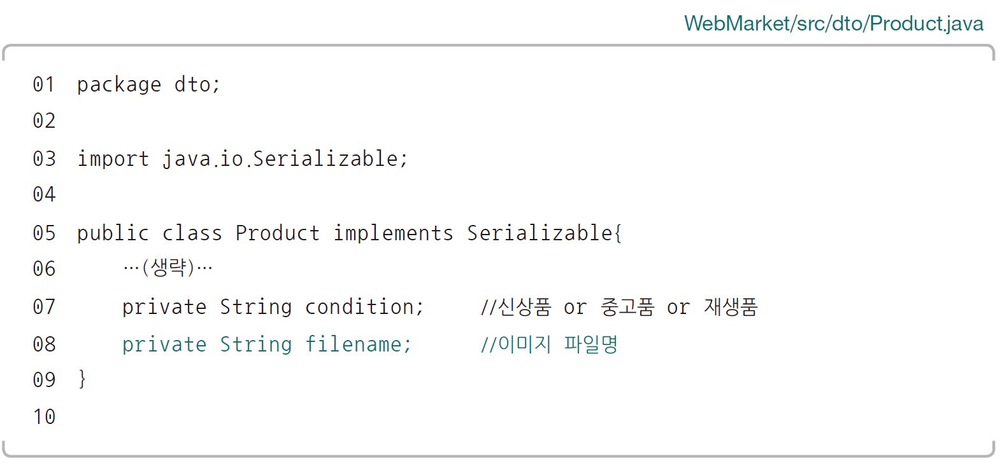 WebMarket/src/dto/Product.java
01 package dto;
02
03 import java.io.Serializable;
04
05 public class Product implements Serializable{
06 …(생략)…
07 private String condition; //신상품 or 중고품 or 재생품
08 private String filename; //이미지 파일명
09 }
10